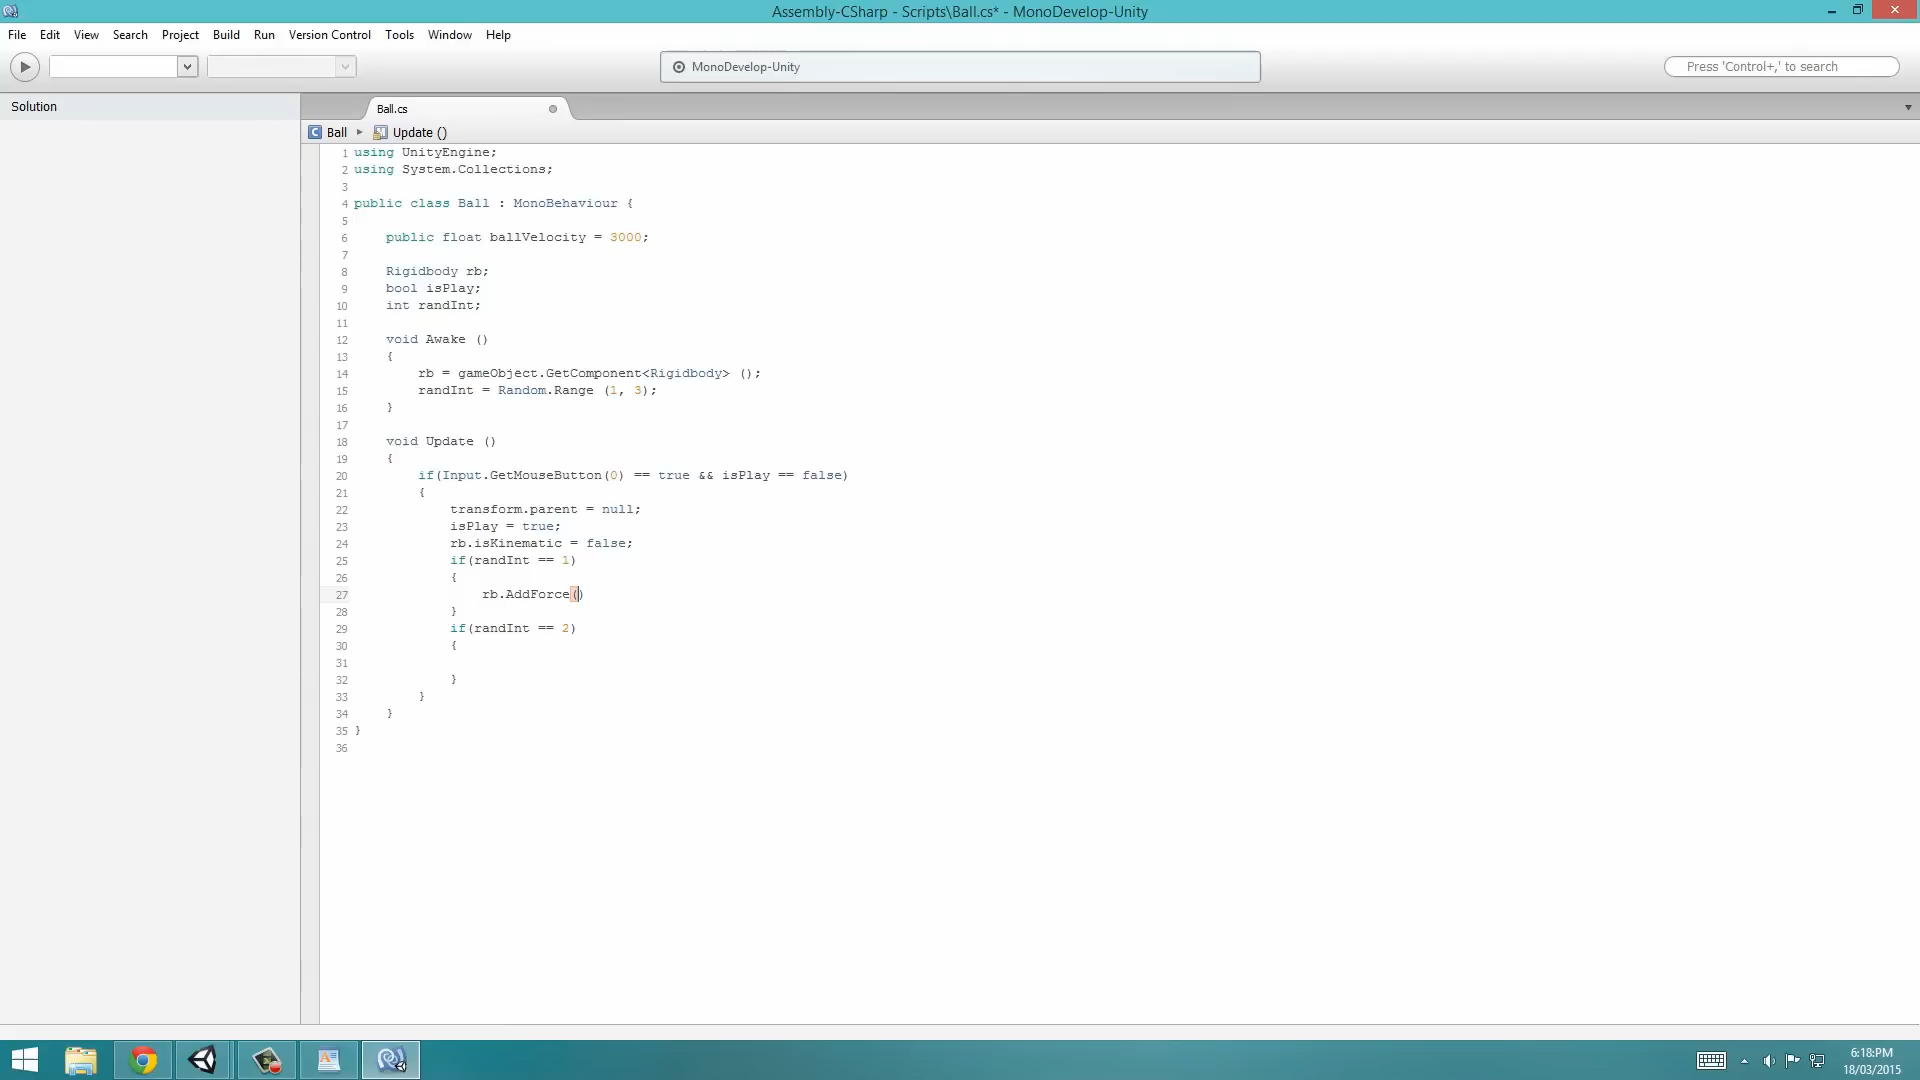 Assembly-CSharp - Scripts\Ball.cs* - MonoDevelop-Unity
File Edit View Search Project Build Run Version Control Tools Window Help
MonoDevelop-Unity
Press 'Control+,' to search
Solution
Ball.cs
C Ball Update ()
1 using UnityEngine;
2 using System.Collections;
3
4 public class Ball : MonoBehaviour {
5
6 public float ballVelocity = 3000;
7
8 Rigidbody rb;
9 bool isPlay;
10 int randInt;
11
12 void Awake ()
13 {
14 rb = gameObject.GetComponent<Rigidbody> ();
15 randInt = Random.Range (1, 3);
16 }
17
18 void Update ()
19 {
20 if(Input.GetMouseButton(0) == true && isPlay == false)
21 {
22 transform.parent = null;
23 isPlay = true;
24 rb.isKinematic = false;
25 if(randInt == 1)
26 {
27 rb.AddForce()
28 }
29 if(randInt == 2)
30 {
31
32 }
33 }
34 }
35 }
36
6:18:PM
18/03/2015